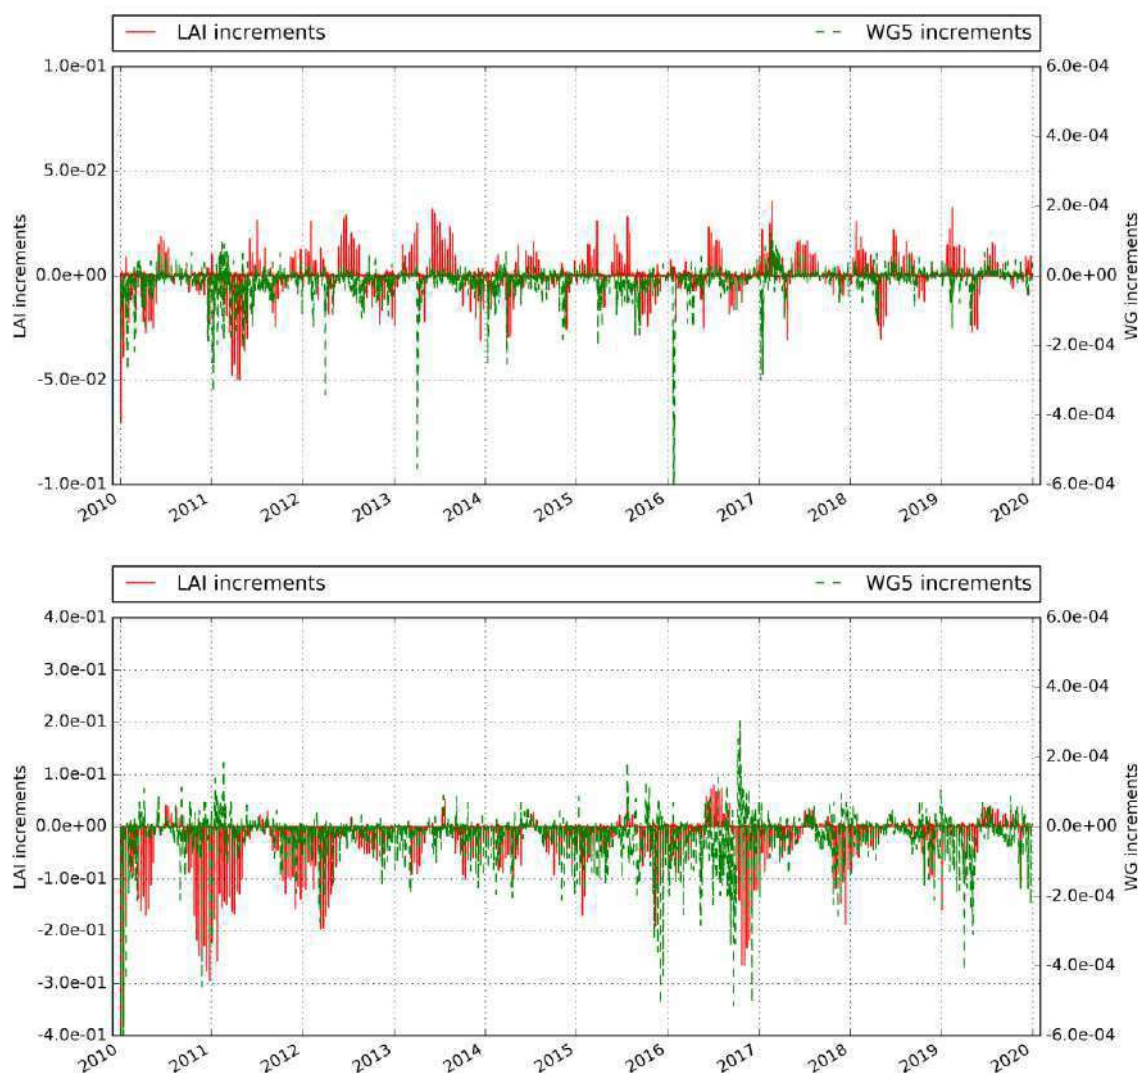 LAI increments WG5 increments
1.0e-01 6.0e-04
4.0e-04
5.0e-02
2.0e-04
0.0e+00 0.0e+00
-2.0e-04
-5.0e-02
-4.0e-04
-1.0e-01 -6.0e-04
LAI increments
WG increments
2010 2011 2012 2013 2014 2015 2016 2017 2018 2019 2020
LAI increments WG5 increments
4.0e-01 6.0e-04
3.0e-01
4.0e-04
2.0e-01
2.0e-04
1.0e-01
0.0e+00 0.0e+00
-1.0e-01
-2.0e-04
-2.0e-01
-4.0e-04
-3.0e-01
-4.0e-01 -6.0e-04
LAI increments
WG increments
2010 2011 2012 2013 2014 2015 2016 2017 2018 2019 2020